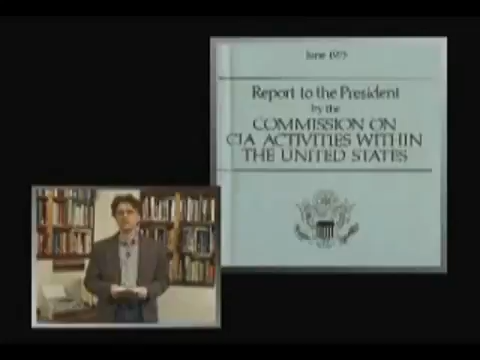 June 1975
Report to the President
by the
COMMISSION ON
CIA ACTIVITIES WITHIN
THE UNITED STATES